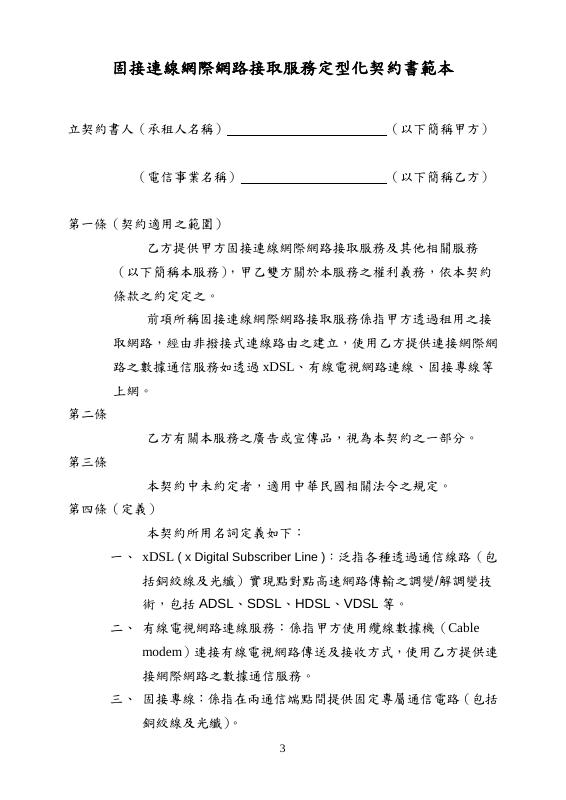 固接連線網際網路接取服務定型化契約書範本
立契約書人（承租人名稱）（以下簡稱甲方）
（電信事業名稱）（以下簡稱乙方）
第一條（契約適用之範圍）
乙方提供甲方固接連線網際網路接取服務及其他相關服務
（以下簡稱本服務），甲乙雙方關於本服務之權利義務，依本契約
條款之約定定之。
前項所稱固接連線網際網路接取服務係指甲方透過租用之接
取網路，經由非撥接式連線路由之建立，使用乙方提供連接網際網
路之數據通信服務如透過 xDSL、有線電視網路連線、固接專線等
上網。
第二條
乙方有關本服務之廣告或宣傳品，視為本契約之一部分。
第三條
本契約中未約定者，適用中華民國相關法令之規定。
第四條（定義）
本契約所用名詞定義如下：
一、 xDSL ( x Digital Subscriber Line )：泛指各種透過通信線路（包
括銅絞線及光纖）實現點對點高速網路傳輸之調變/解調變技
術，包括 ADSL、SDSL、HDSL、VDSL 等。
二、 有線電視網路連線服務：係指甲方使用纜線數據機（Cable
modem）連接有線電視網路傳送及接收方式，使用乙方提供連
接網際網路之數據通信服務。
三、 固接專線：係指在兩通信端點間提供固定專屬通信電路（包括
銅絞線及光纖）。
3